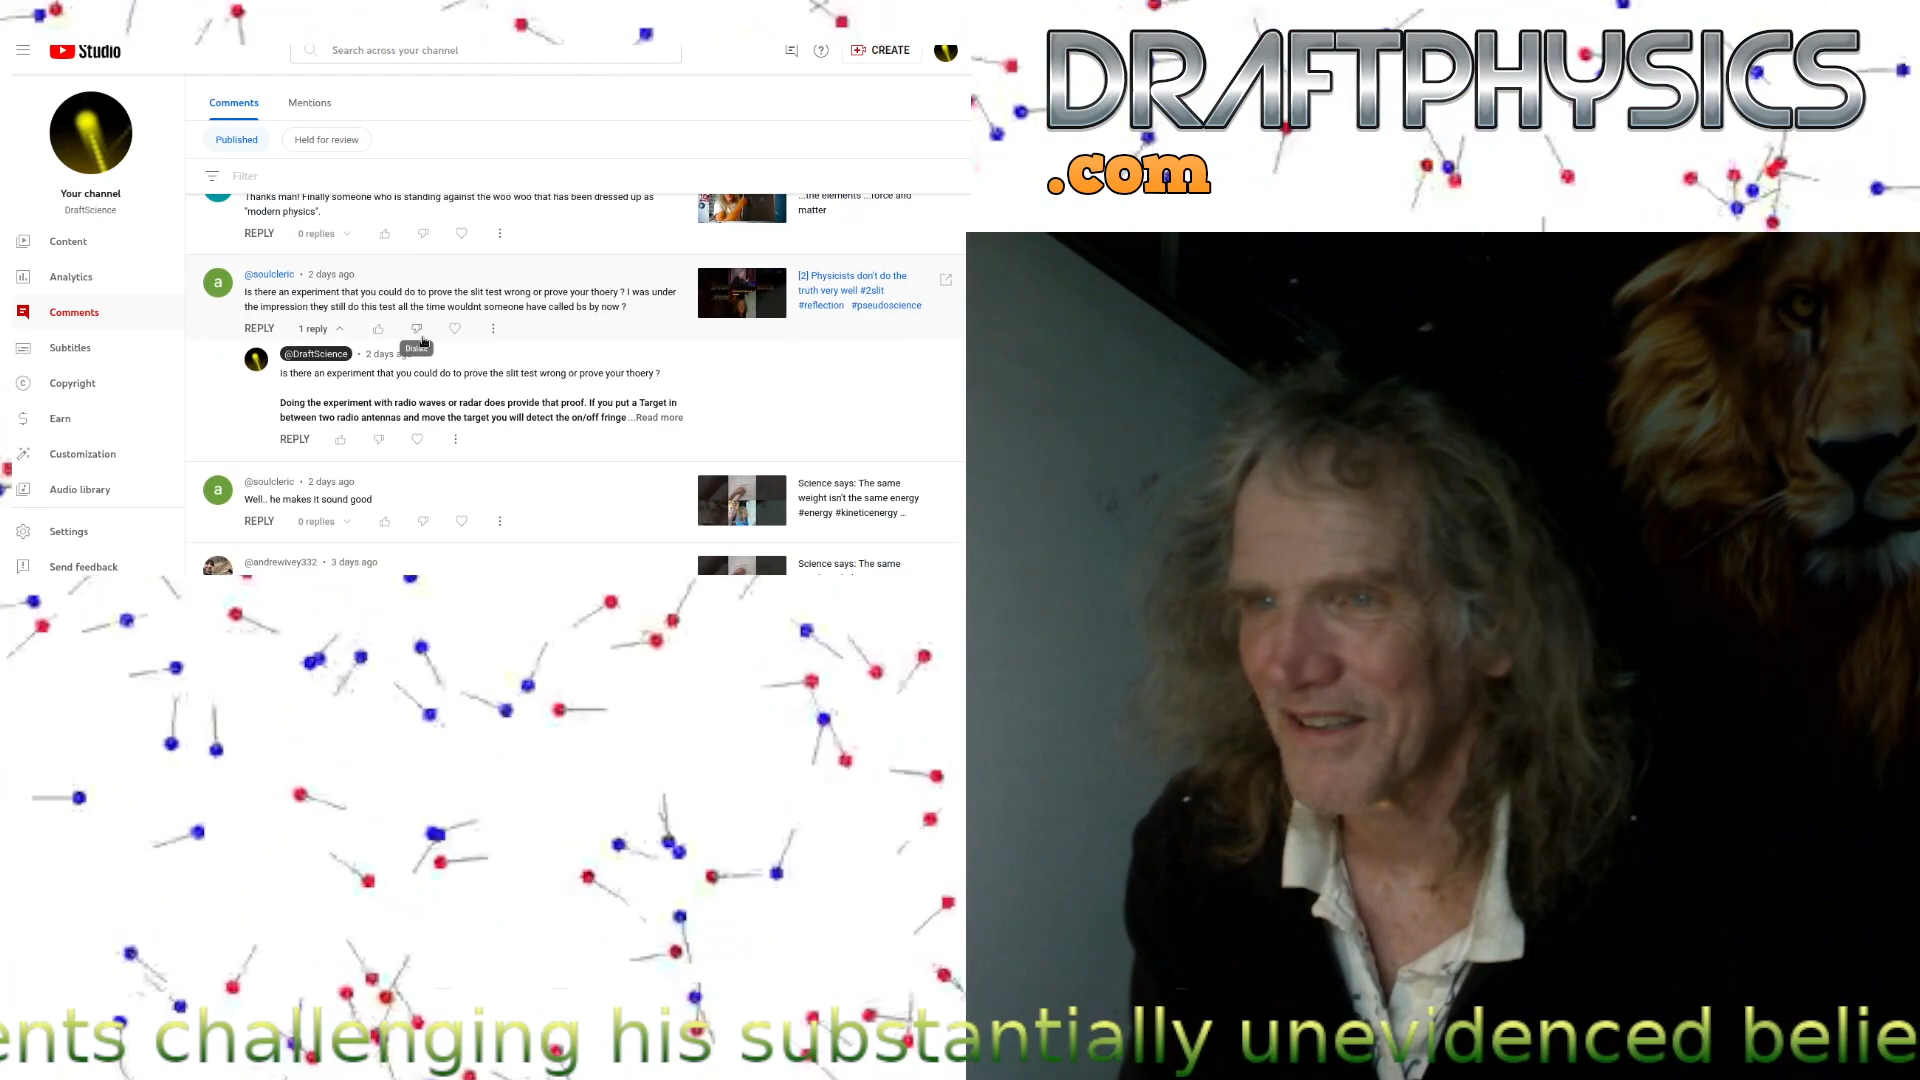 Studio
Search across your channel
CREATE
DRAFTPHYSICS
.com
Your channel
DraftScience
Content
Analytics
Comments
Subtitles
Copyright
Earn
Customization
Audio library
Settings
Send feedback
Comments
Mentions
Published
Held for review
Filter
Thanks man! Finally someone who is standing against the woo woo that has been dressed up as
"modern physics".
REPLY
0 replies
...the elements ...force and
matter
a
@soulcleric • 2 days ago
Is there an experiment that you could do to prove the slit test wrong or prove your thoery ? I was under
the impression they still do this test all the time wouldnt someone have called bs by now ?
REPLY
1 reply
[2] Physicists don't do the
truth very well #2slit
#reflection #pseudoscience
@DraftScience • 2 days
Is there an experiment that you could do to prove the slit test wrong or prove your thoery ?
Doing the experiment with radio waves or radar does provide that proof. If you put a Target in
between two radio antennas and move the target you will detect the on/off fringe ...Read more
REPLY
a
@soulcleric • 2 days ago
Well.. he makes it sound good
REPLY
0 replies
Science says: The same
weight isn't the same energy
#energy #kineticenergy ...
@andrewivey332 • 3 days ago
Science says: The same
ents challenging his substantially unevidenced belie